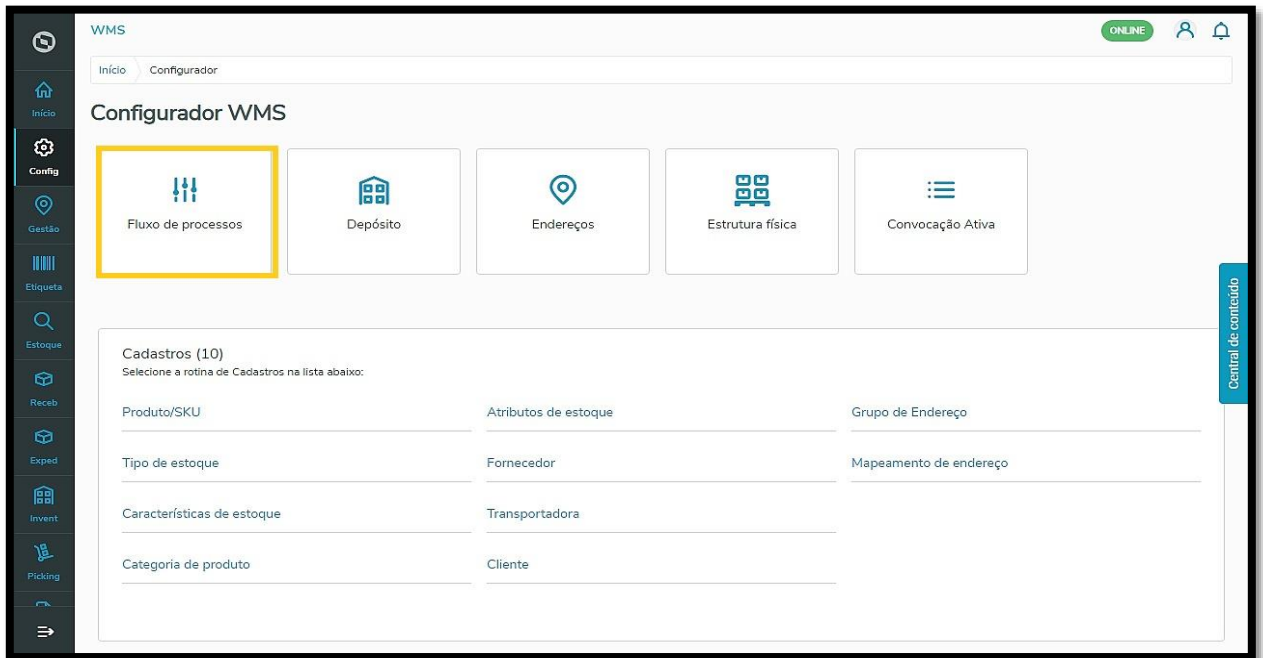 WMS
ONLINE
Início
Configurador
Configurador WMS
Início
Config
Gestão
Etiqueta
Estoque
Receb
Exped
Invent
Picking
Fluxo de processos
Depósito
Endereços
Estrutura física
Convocação Ativa
Central de conteúdo
Cadastros (10)
Selecione a rotina de Cadastros na lista abaixo:
Produto/SKU
Atributos de estoque
Grupo de Endereço
Tipo de estoque
Fornecedor
Mapeamento de endereço
Características de estoque
Transportadora
Categoria de produto
Cliente